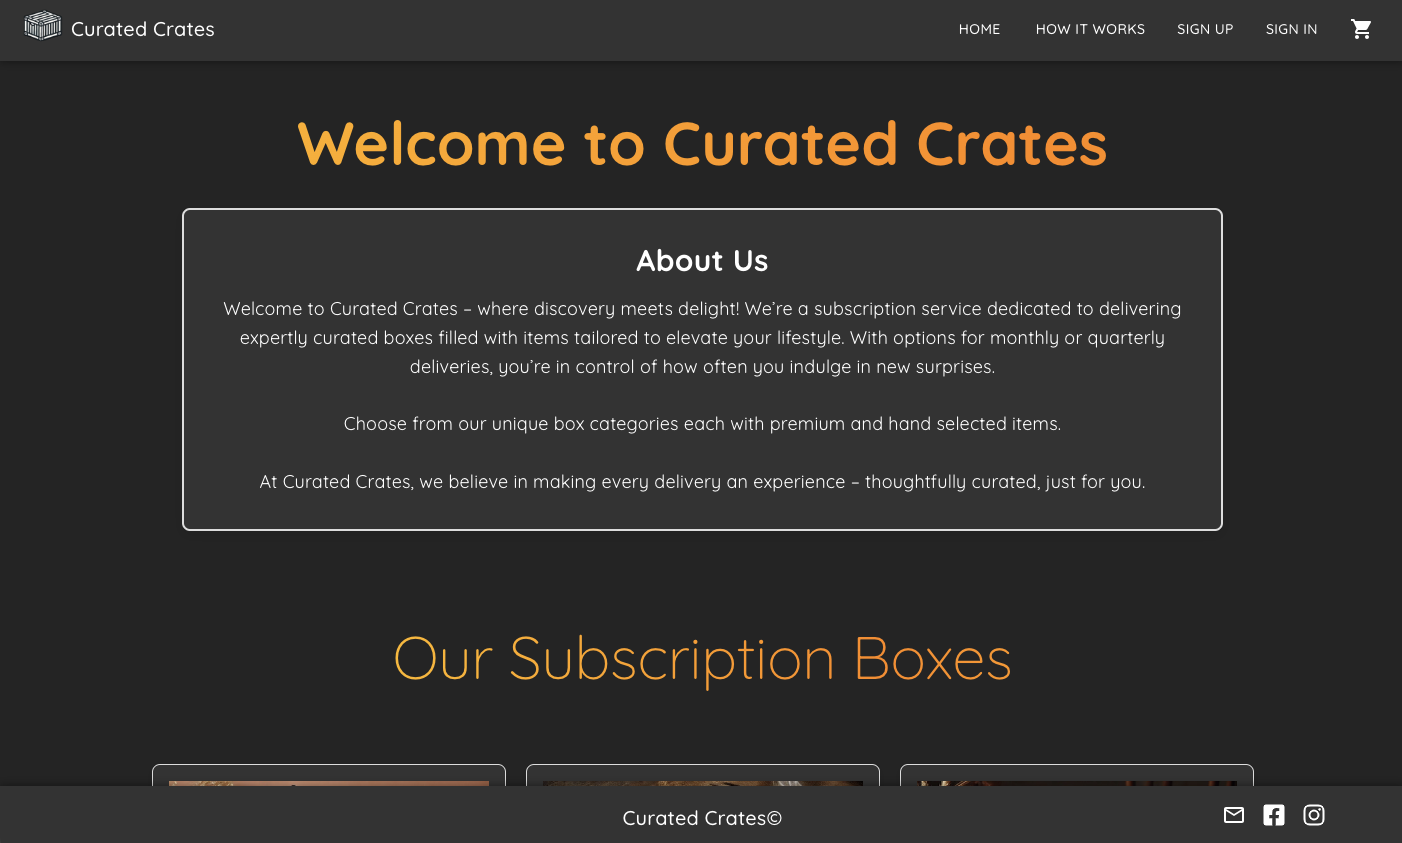 Curated Crates
HOME
HOW IT WORKS
SIGN UP
SIGN IN
Welcome to Curated Crates
About Us
Welcome to Curated Crates – where discovery meets delight! We’re a subscription service dedicated to delivering
expertly curated boxes filled with items tailored to elevate your lifestyle. With options for monthly or quarterly
deliveries, you’re in control of how often you indulge in new surprises.
Choose from our unique box categories each with premium and hand selected items.
At Curated Crates, we believe in making every delivery an experience – thoughtfully curated, just for you.
Our Subscription Boxes
Curated Crates©